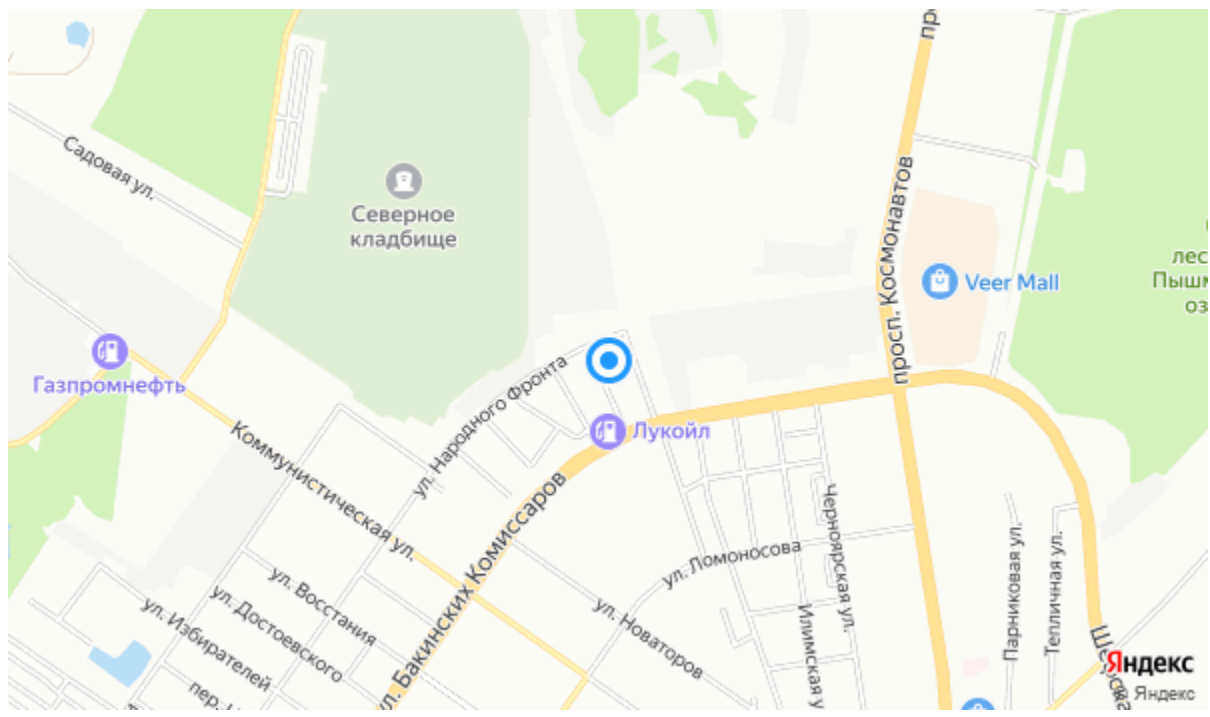 Садовая ул.
Северное
кладбище
просп. Космонавтов
Veer Mall
Газпромнефть
ул. Народного Фронта
Лукойл
Коммунистическая ул.
ул. Бакинских Комиссаров
Черноярская ул.
ул. Ломоносова
Парниковая ул.
Тепличная ул.
ул. Восстания
ул. Достоевского
ул. Избирателей
ул. Новаторов
Илимская у
пер.
Яндекс
Яндекс